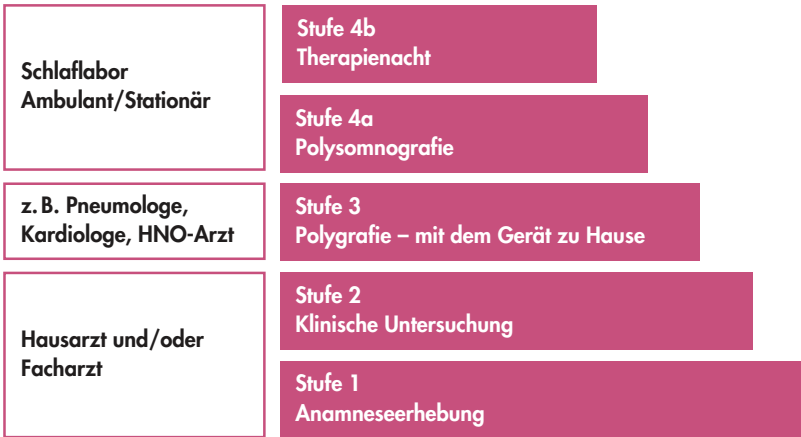 Schlaflabor
Ambulant/Stationär
Stufe 4b
Therapienacht
Stufe 4a
Polysomnografie
z. B. Pneumologe,
Kardiologe, HNO-Arzt
Stufe 3
Polygrafie – mit dem Gerät zu Hause
Hausarzt und/oder
Facharzt
Stufe 2
Klinische Untersuchung
Stufe 1
Anamneseerhebung